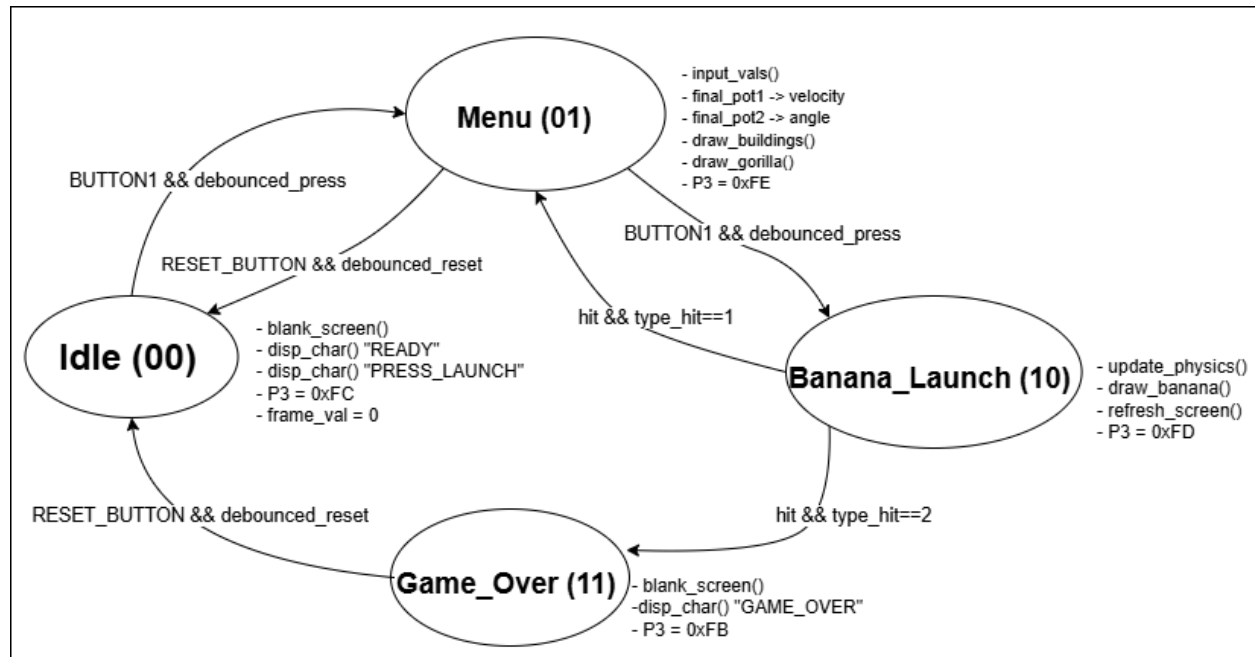 Menu (01)
- input_vals()
- final_pot1 -> velocity
- final_pot2 -> angle
- draw_buildings()
- draw_gorilla()
- P3 = 0xFE
BUTTON1 && debounced_press
BUTTON1 && debounced_press
RESET_BUTTON && debounced_reset
hit && type_hit==1
Idle (00)
- blank_screen()
- disp_char() "READY"
- disp_char() "PRESS_LAUNCH"
- P3 = 0xFC
- frame_val = 0
Banana_Launch (10)
- update_physics()
- draw_banana()
- refresh_screen()
- P3 = 0xFD
RESET_BUTTON && debounced_reset
hit && type_hit==2
Game_Over (11)
- blank_screen()
-disp_char() "GAME_OVER"
- P3 = 0xFB